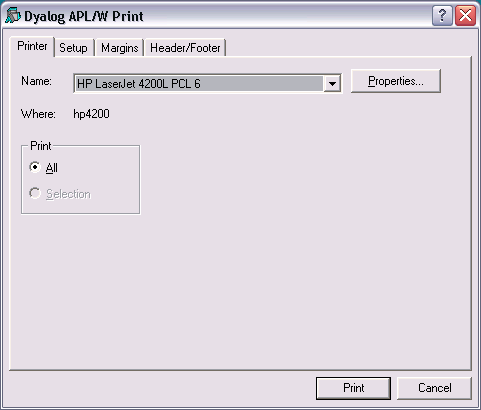 Dyalog APL/W Print
Printer Setup Margins Header/Footer
Name: HP LaserJet 4200L PCL 6 Properties...
Where: hp4200
Print
All
Selection
Print Cancel